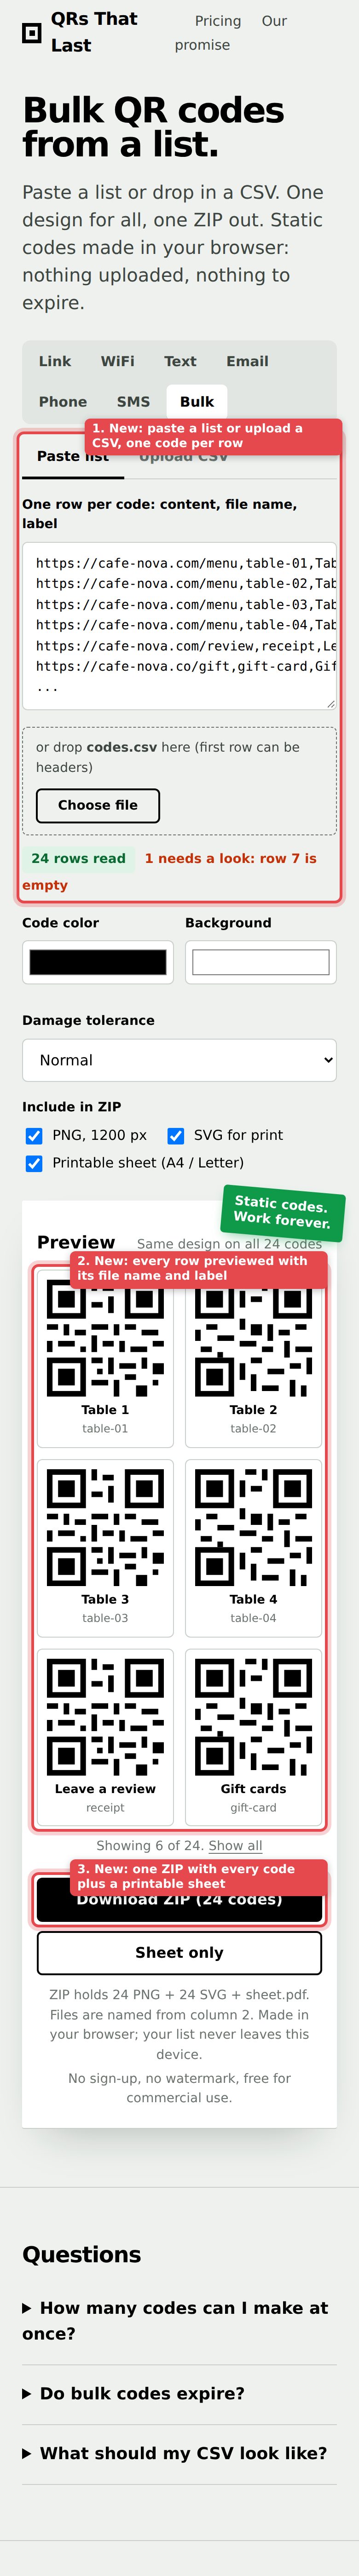 QRs That Last
Pricing Our promise
Bulk QR codes
from a list.
Paste a list or drop in a CSV. One
design for all, one ZIP out. Static
codes made in your browser:
nothing uploaded, nothing to
expire.
Link WiFi Text Email
Phone SMS Bulk
1. New: paste a list or upload a
CSV, one code per row
Paste list Upload CSV
One row per code: content, file name,
label
https://cafe-nova.com/menu,table-01,Tab
https://cafe-nova.com/menu,table-02,Tab
https://cafe-nova.com/menu,table-03,Tab
https://cafe-nova.com/menu,table-04,Tab
https://cafe-nova.com/review,receipt,Le
https://cafe-nova.co/gift,gift-card,Gif
...
or drop codes.csv here (first row can be
headers)
Choose file
24 rows read 1 needs a look: row 7 is
empty
Code color Background
Damage tolerance
Normal
Include in ZIP
PNG, 1200 px SVG for print
Printable sheet (A4 / Letter)
Static codes.
Work forever.
Preview Same design on all 24 codes
2. New: every row previewed with
its file name and label
Table 1 Table 2
table-01 table-02
Table 3 Table 4
table-03 table-04
Leave a review Gift cards
receipt gift-card
Showing 6 of 24. Show all
3. New: one ZIP with every code
plus a printable sheet
Download ZIP (24 codes)
Sheet only
ZIP holds 24 PNG + 24 SVG + sheet.pdf.
Files are named from column 2. Made in
your browser; your list never leaves this
device.
No sign-up, no watermark, free for
commercial use.
Questions
How many codes can I make at
once?
Do bulk codes expire?
What should my CSV look like?